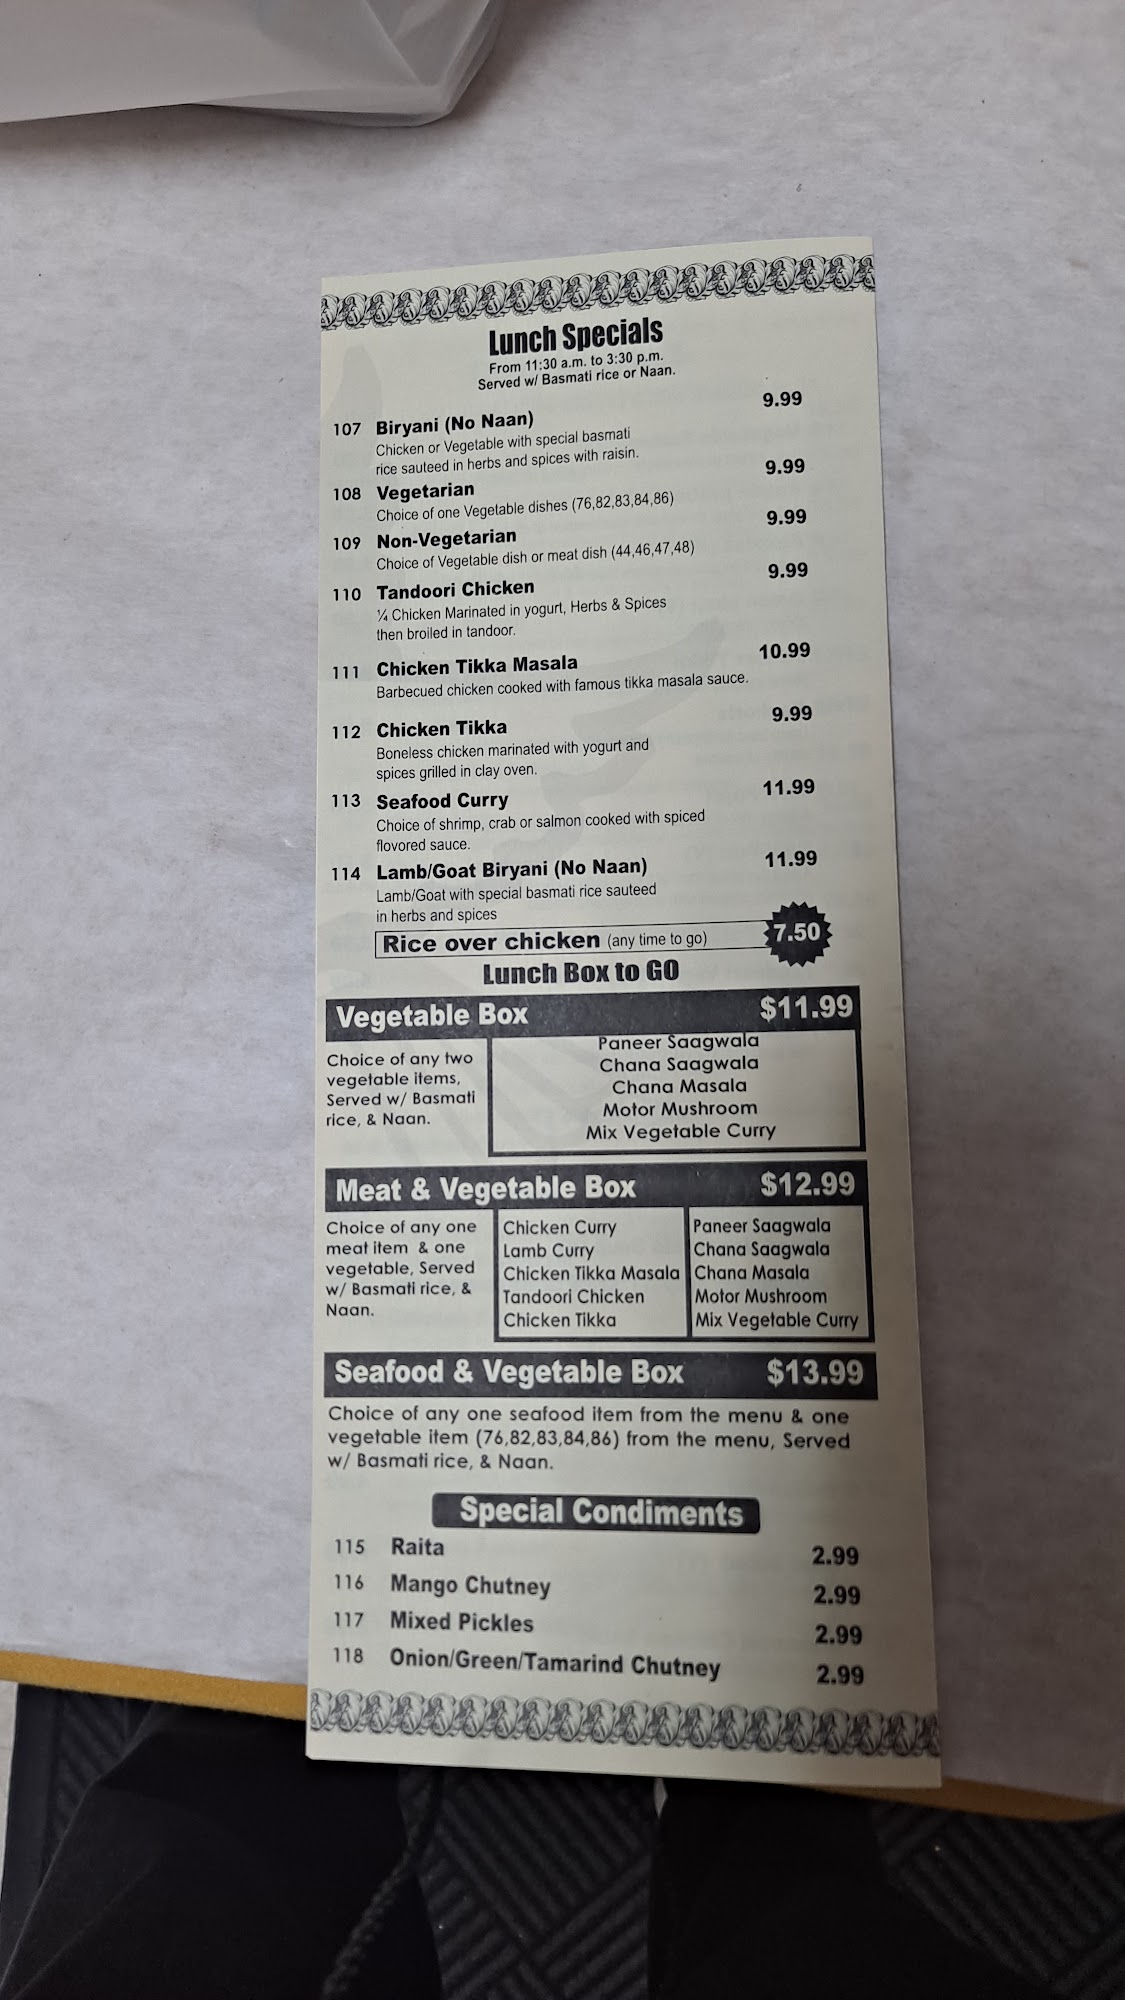 Lunch Specials
From 11:30 a.m. to 3:30 p.m.
Served w/ Basmati rice or Naan.
107 Biryani (No Naan) 9.99
Chicken or Vegetable with special basmati
rice sauteed in herbs and spices with raisin.
108 Vegetarian 9.99
Choice of one Vegetable dishes (76,82,83,84,86)
109 Non-Vegetarian 9.99
Choice of Vegetable dish or meat dish (44,46,47,48)
110 Tandoori Chicken 9.99
¼ Chicken Marinated in yogurt, Herbs & Spices
then broiled in tandoor.
111 Chicken Tikka Masala 10.99
Barbecued chicken cooked with famous tikka masala sauce.
112 Chicken Tikka 9.99
Boneless chicken marinated with yogurt and
spices grilled in clay oven.
113 Seafood Curry 11.99
Choice of shrimp, crab or salmon cooked with spiced
flovored sauce.
114 Lamb/Goat Biryani (No Naan) 11.99
Lamb/Goat with special basmati rice sauteed
in herbs and spices
Rice over chicken (any time to go) 7.50
Lunch Box to GO
Vegetable Box $11.99
Choice of any two
vegetable items,
Served w/ Basmati
rice, & Naan.
Paneer Saagwala
Chana Saagwala
Chana Masala
Motor Mushroom
Mix Vegetable Curry
Meat & Vegetable Box $12.99
Choice of any one
meat item & one
vegetable, Served
w/ Basmati rice, &
Naan.
Chicken Curry
Lamb Curry
Chicken Tikka Masala
Tandoori Chicken
Chicken Tikka
Paneer Saagwala
Chana Saagwala
Chana Masala
Motor Mushroom
Mix Vegetable Curry
Seafood & Vegetable Box $13.99
Choice of any one seafood item from the menu & one
vegetable item (76,82,83,84,86) from the menu, Served
w/ Basmati rice, & Naan.
Special Condiments
115 Raita 2.99
116 Mango Chutney 2.99
117 Mixed Pickles 2.99
118 Onion/Green/Tamarind Chutney 2.99